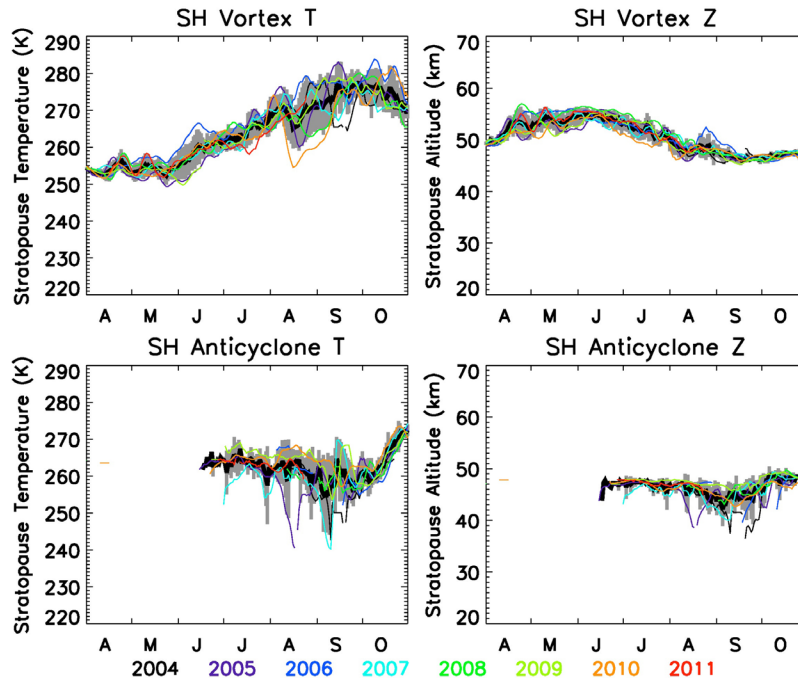 SH Vortex T
SH Vortex Z
Stratopause Temperature (K)
290
280
270
260
250
240
230
220
A M J J A S O
Stratopause Altitude (km)
70
60
50
40
30
20
A M J J A S O
SH Anticyclone T
SH Anticyclone Z
Stratopause Temperature (K)
290
280
270
260
250
240
230
220
A M J J A S O
Stratopause Altitude (km)
70
60
50
40
30
20
A M J J A S O
2004 2005 2006 2007 2008 2009 2010 2011